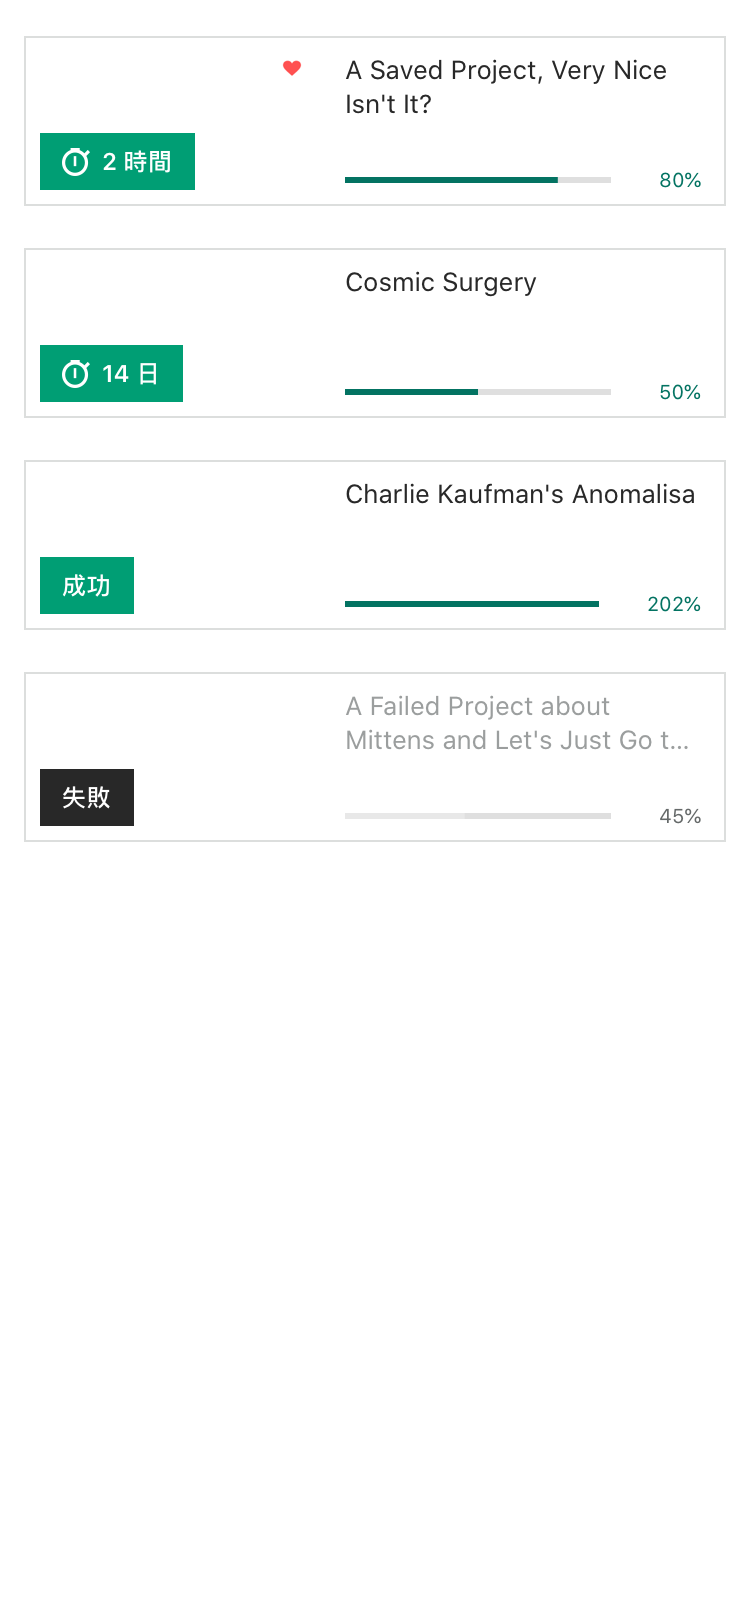 A Saved Project, Very Nice
Isn't It?
2 時間
80%
Cosmic Surgery
14 日
50%
Charlie Kaufman's Anomalisa
成功
202%
A Failed Project about
Mittens and Let's Just Go t...
失敗
45%